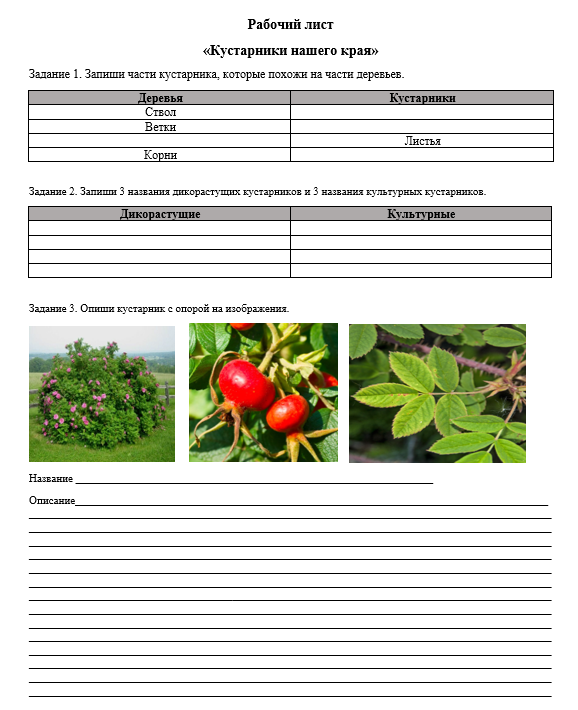 Рабочий лист
«Кустарники нашего края»
Задание 1. Запиши части кустарника, которые похожи на части деревьев.
Деревья Кустарники
Ствол
Ветки
Листья
Корни
Задание 2. Запиши 3 названия дикорастущих кустарников и 3 названия культурных кустарников.
Дикорастущие Культурные
Задание 3. Опиши кустарник с опорой на изображения.
Название
Описание